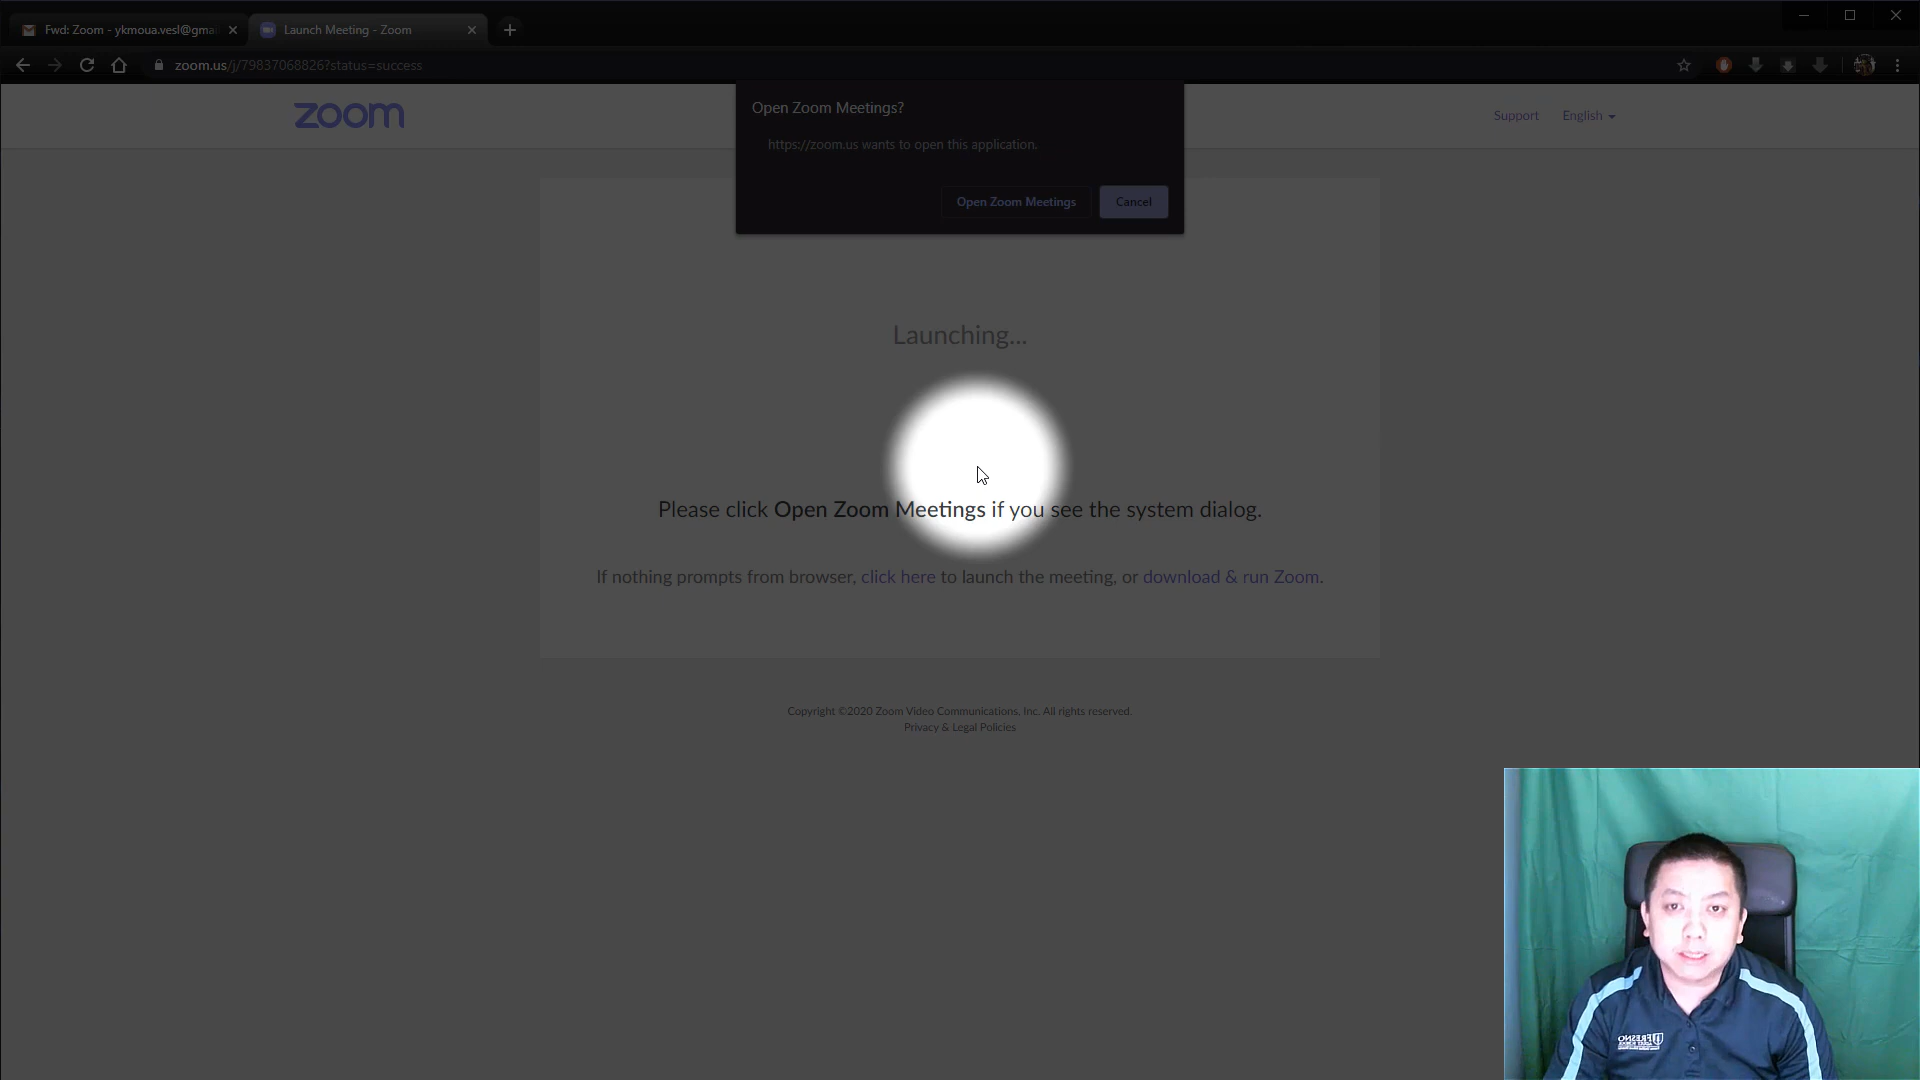 Fwd: Zoom - ykmoua.vesl@gma
Launch Meeting - Zoom
zoom.us/j/79837068826?status=success
Open Zoom Meetings?
https://zoom.us wants to open this application.
Open Zoom Meetings
Cancel
zoom
Support
English
Launching...
Please click Open Zoom Meetings if you see the system dialog.
If nothing prompts from browser, click here to launch the meeting, or download & run Zoom.
Copyright ©2020 Zoom Video Communications, Inc. All rights reserved.
Privacy & Legal Policies
FRESNO